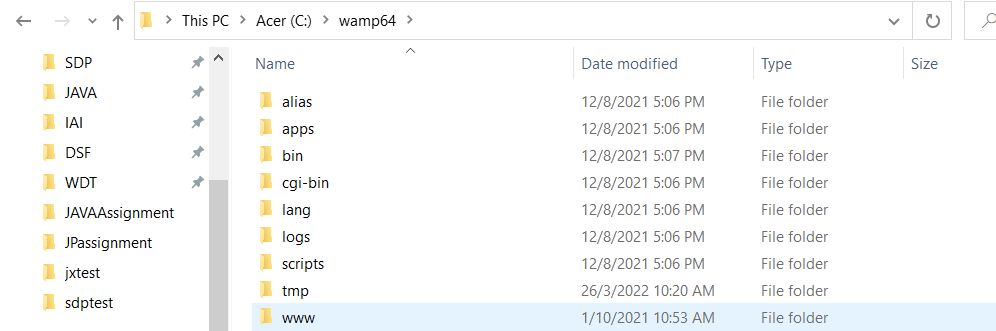 This PC > Acer (C:) > wamp64 >
SDP
JAVA
IAI
DSF
WDT
JAVAAssignment
JPassignment
jxtest
sdptest
Name Date modified Type Size
alias 12/8/2021 5:06 PM File folder
apps 12/8/2021 5:06 PM File folder
bin 12/8/2021 5:07 PM File folder
cgi-bin 12/8/2021 5:06 PM File folder
lang 12/8/2021 5:06 PM File folder
logs 12/8/2021 5:06 PM File folder
scripts 12/8/2021 5:06 PM File folder
tmp 26/3/2022 10:20 AM File folder
www 1/10/2021 10:53 AM File folder